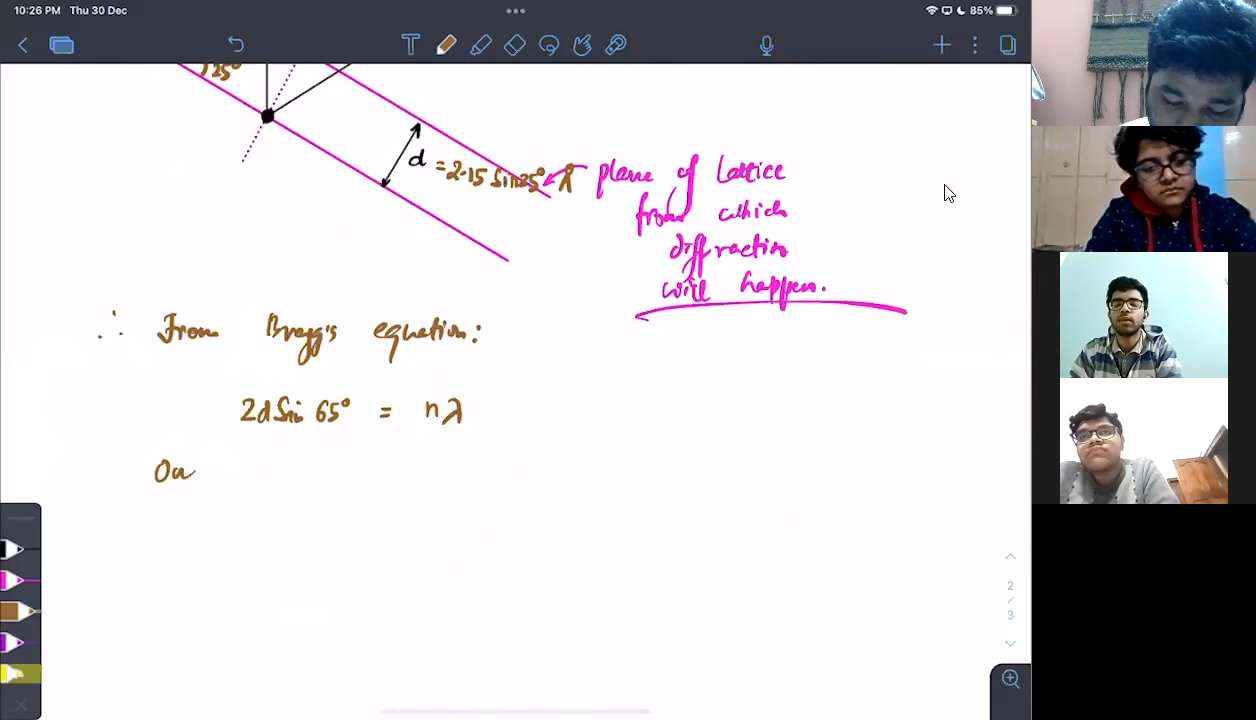 10:26 PM Thu 30 Dec
85%
T
25°
d = 2.15 Sin25° Å
plane of Lattice
from which
diffraction
will happen.
∴ From Bragg's equation:
2d Sin 65° = nλ
2
3